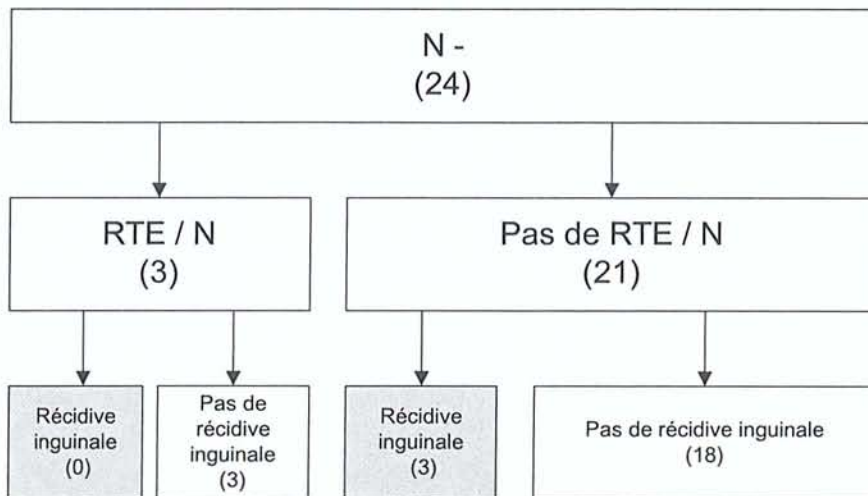 N -
(24)
RTE / N
(3)
Pas de RTE / N
(21)
Récidive
inguinale
(0)
Pas de
récidive
inguinale
(3)
Récidive
inguinale
(3)
Pas de récidive inguinale
(18)